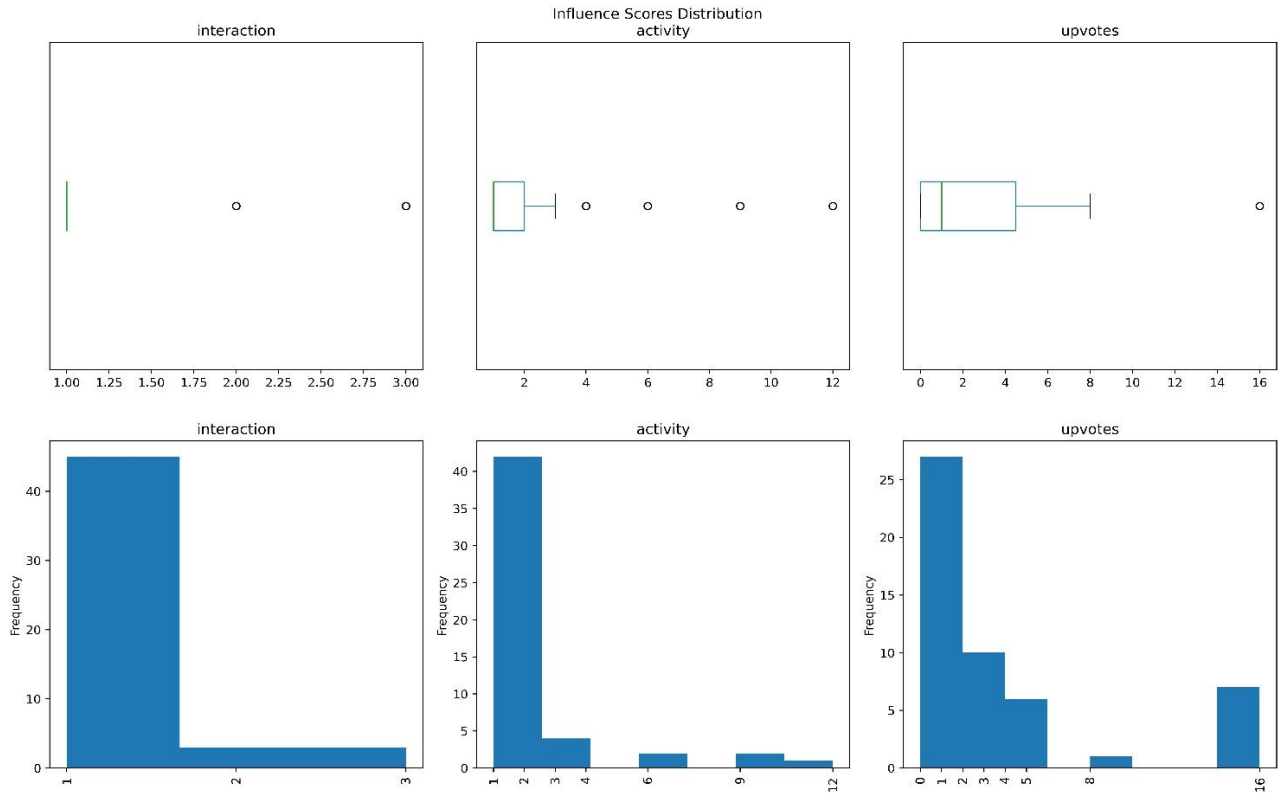 Influence Scores Distribution
interaction
activity
upvotes
1.00 1.25 1.50 1.75 2.00 2.25 2.50 2.75 3.00
2 4 6 8 10 12
0 2 4 6 8 10 12 14 16
interaction
Frequency
40
30
20
10
0
1 2 3
activity
Frequency
40
35
30
25
20
15
10
5
0
1 2 3 4 6 9 12
upvotes
Frequency
25
20
15
10
5
0
0 1 2 3 4 5 8 16